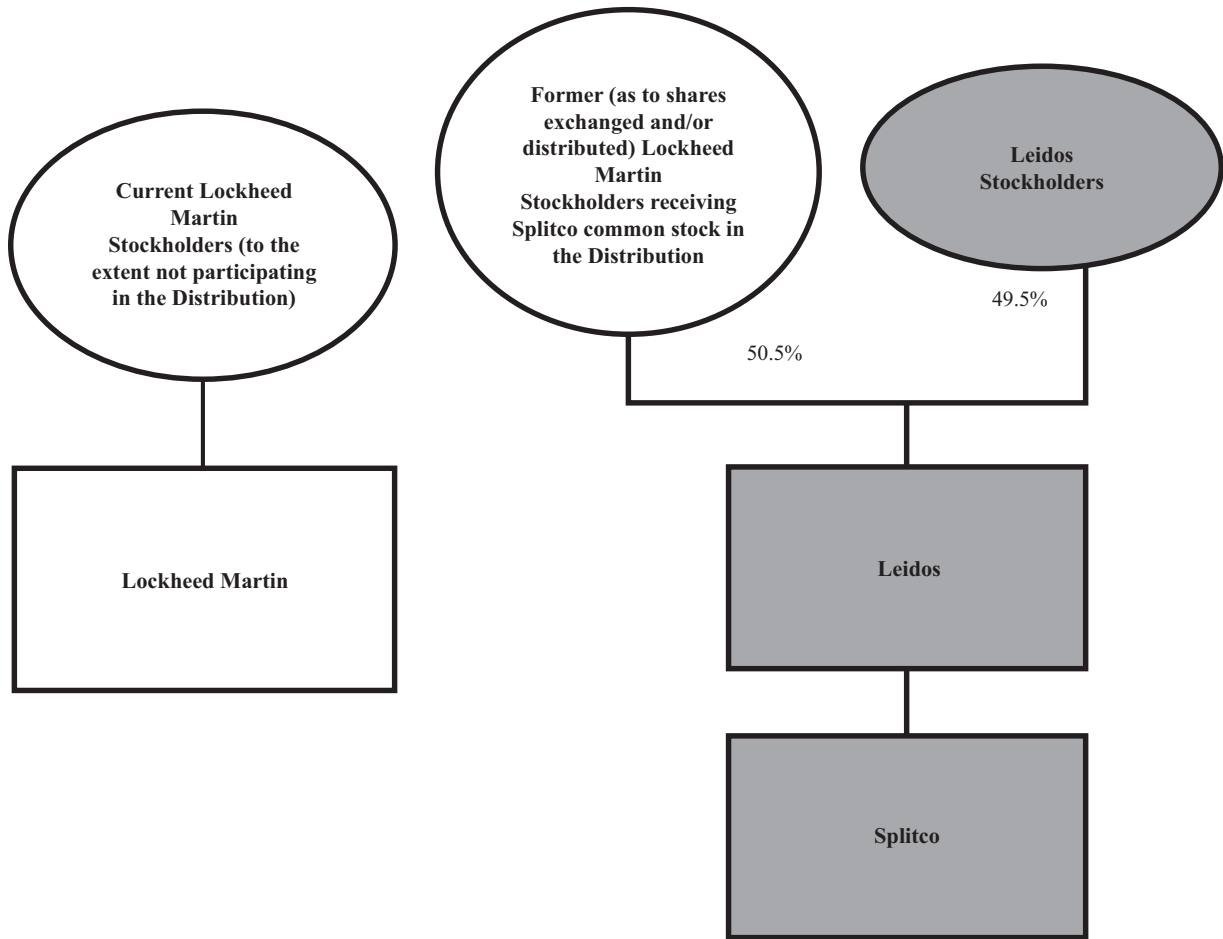 Current Lockheed
Martin
Stockholders (to the
extent not participating
in the Distribution)
Lockheed Martin
Former (as to shares
exchanged and/or
distributed) Lockheed
Martin
Stockholders receiving
Splitco common stock in
the Distribution
Leidos
Stockholders
49.5%
50.5%
Leidos
Splitco